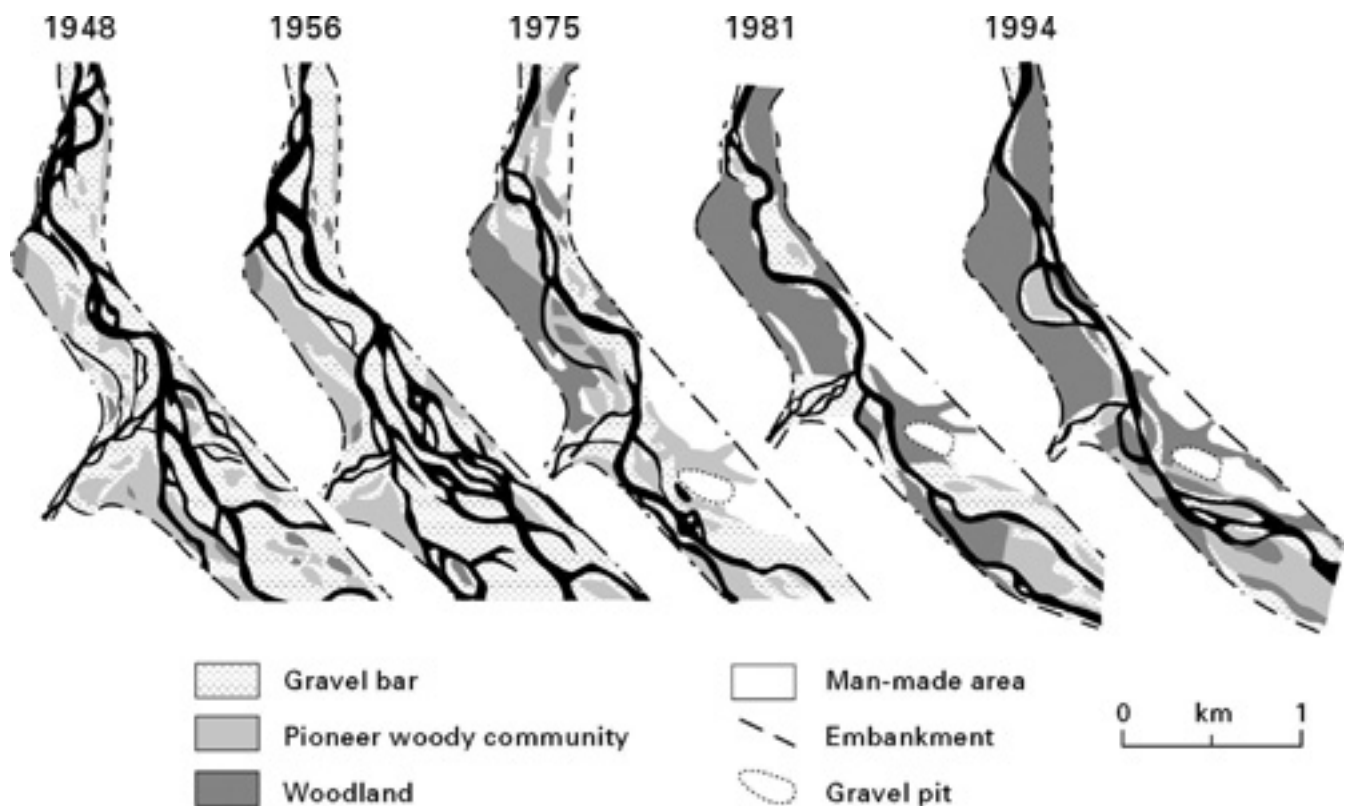 1948 1956 1975 1981 1994
Gravel bar
Pioneer woody community
Woodland
Man-made area
Embankment
Gravel pit
0 km 1